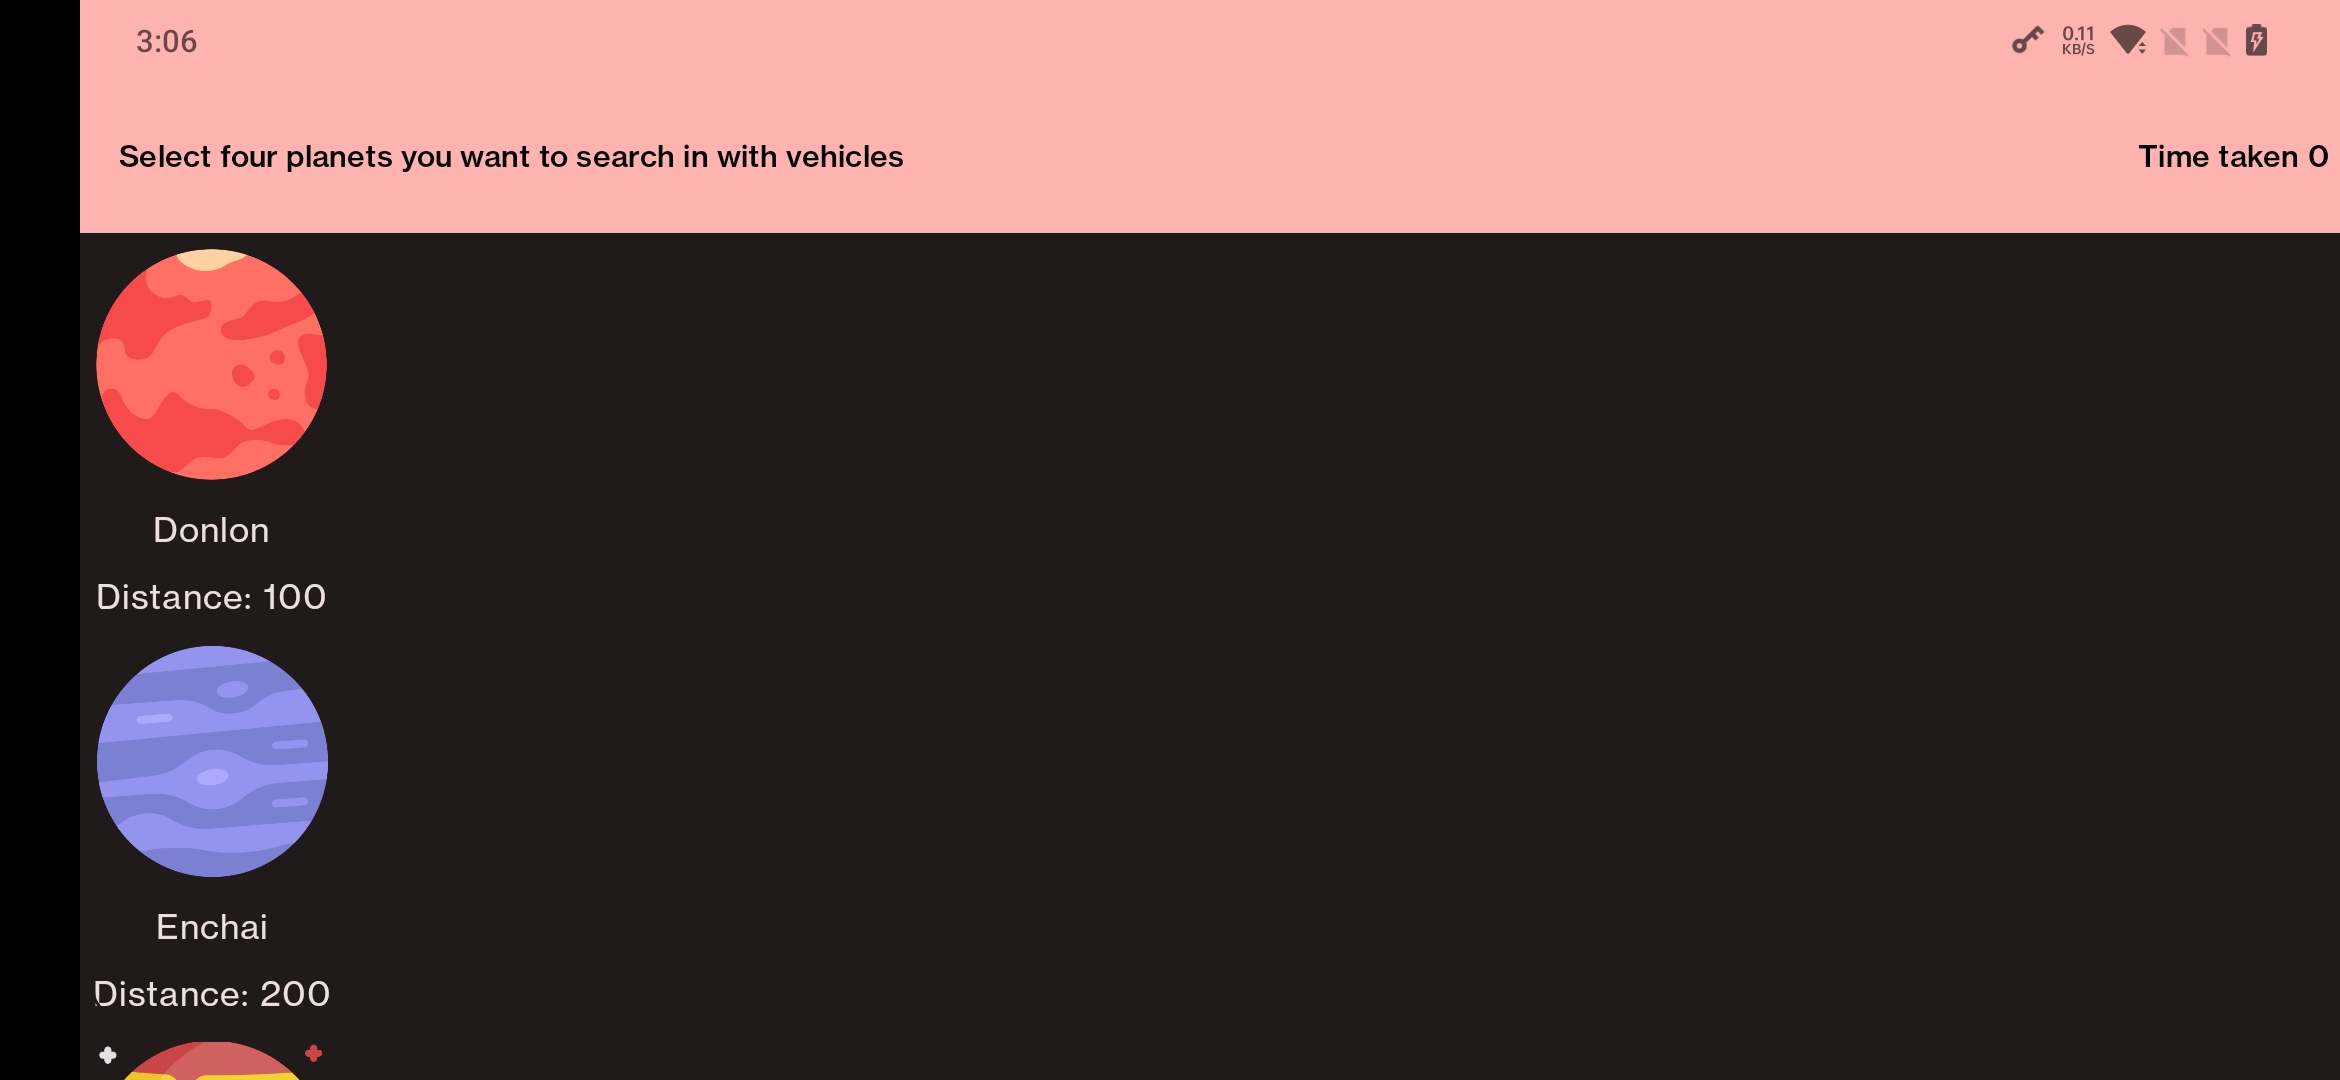 3:06
0.11
KB/S
Select four planets you want to search in with vehicles
Time taken 0
Donlon
Distance: 100
Enchai
Distance: 200